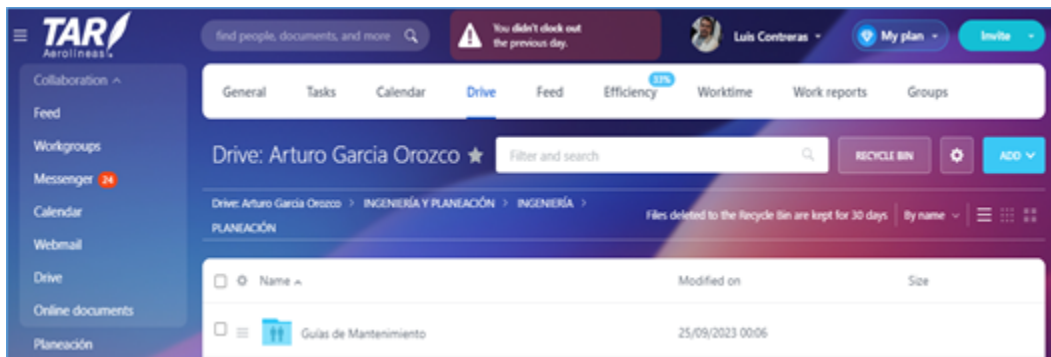 TAR
Aerolíneas
find people, documents, and more
You didn't clock out
the previous day.
Luis Contreras
My plan
Invite
Collaboration
Feed
Workgroups
Messenger 24
Calendar
Webmail
Drive
Online documents
Planeación
General Tasks Calendar Drive Feed Efficiency 33% Worktime Work reports Groups
Drive: Arturo Garcia Orozco
Filter and search
RECYCLE BIN
ADD
Drive: Arturo Garcia Orozco > INGENIERÍA Y PLANEACIÓN > INGENIERÍA >
PLANEACIÓN
Files deleted to the Recycle Bin are kept for 30 days
By name
Name Modified on Size
Guías de Mantenimiento 25/09/2023 00:06